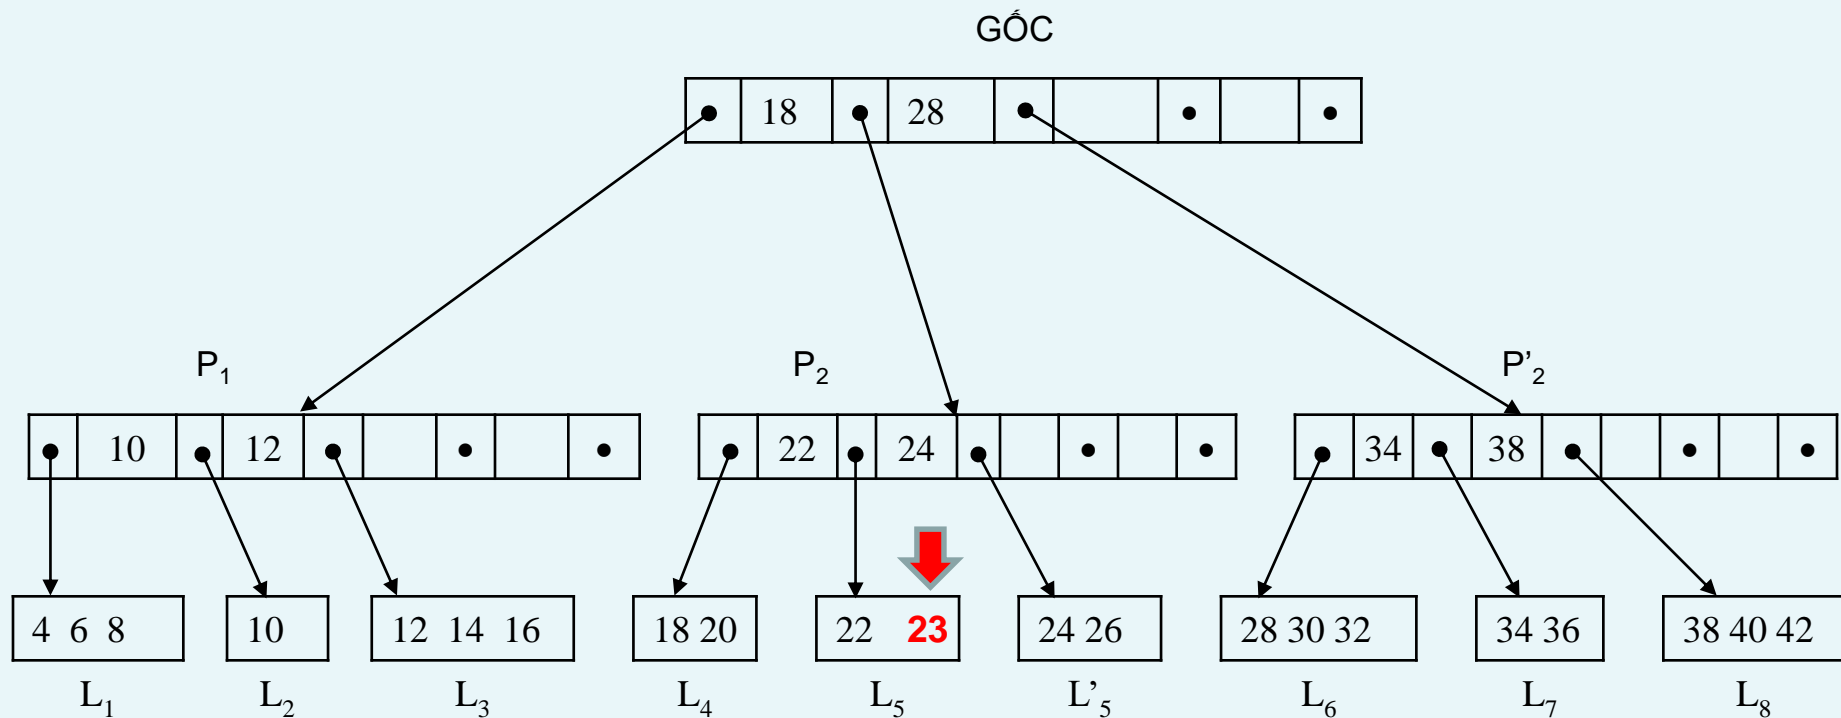 GỐC
18 28
P₁ P₂ P’₂
10 12 22 24 34 38
4 6 8 10 12 14 16 18 20 22 23 24 26 28 30 32 34 36 38 40 42
L₁ L₂ L₃ L₄ L₅ L’₅ L₆ L₇ L₈